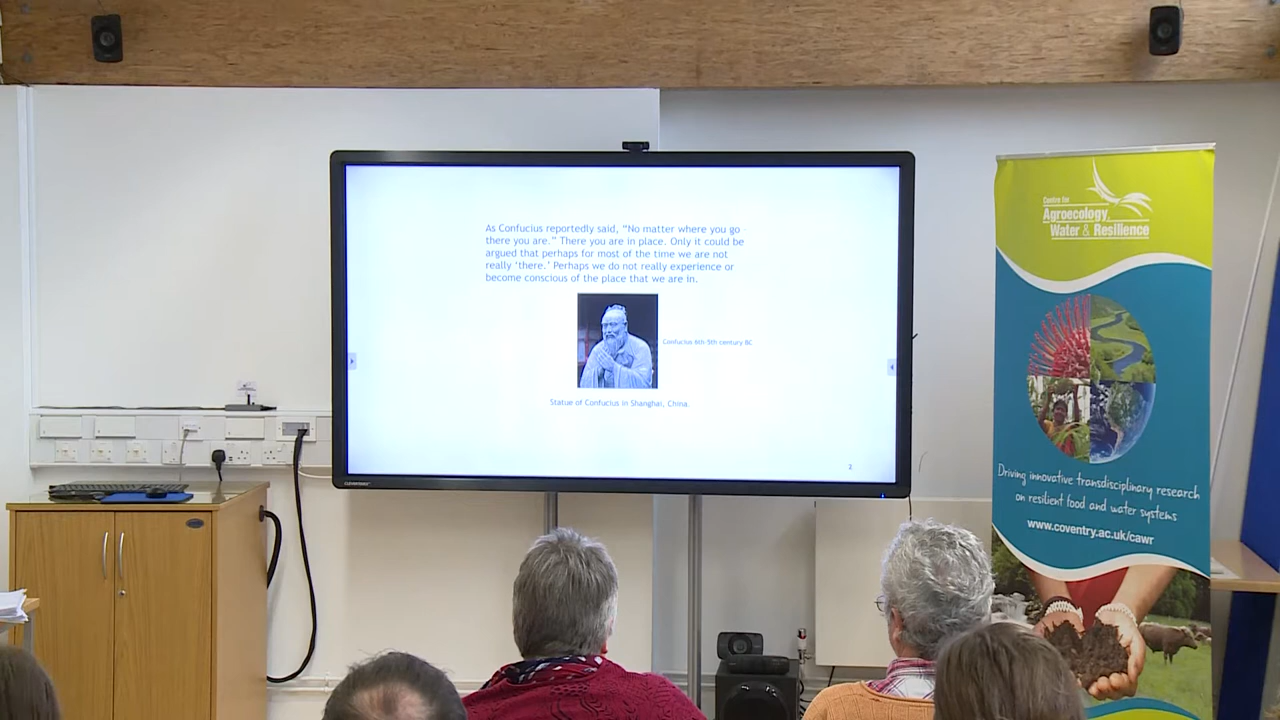 As Confucius reportedly said, “No matter where you go –
there you are.” There you are in place. Only it could be
argued that perhaps for most of the time we are not
really ‘there.’ Perhaps we do not really experience or
become conscious of the place that we are in.
Confucius 6th-5th century BC
Statue of Confucius in Shanghai, China.
2
Centre for
Agroecology,
Water & Resilience
Driving innovative transdisciplinary research
on resilient food and water systems
www.coventry.ac.uk/cawr